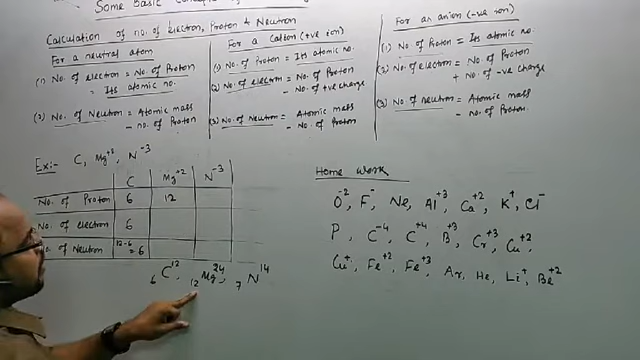 Some Basic Concepts of
Calculation of no. of electron, Proton & Neutron
For a neutral atom
(1) No. of electron = No. of Proton
= Its atomic no.
(2) No. of Neutron = Atomic mass
- no. of Proton
For a Cation (+ve ion)
(1) No. of Proton = Its Atomic no.
(2) No. of electron = No. of Proton
- No. of +ve charge
(3) No. of Neutron = Atomic mass
- No. of Proton
For an anion (-ve ion)
(1) No. of Proton = Its atomic no.
(2) No. of electron = No. of Proton
+ No. of -ve charge
(3) No. of neutron = Atomic mass
- No. of Proton.
Ex:- C, Mg+2, N-3
C Mg+2 N-3
No. of Proton 6 12
No. of electron 6
No. of Neutron 12-6 = 6
6C12, 12Mg24, 7N14
Home Work
O-2, F-, Ne, Al+3, Ca+2, K+, Cl-
P, C-4, C+4, B+3, Cr+3, Cu+2,
Cu+, Fe+2, Fe+3, Ar, He, Li+, Be+2